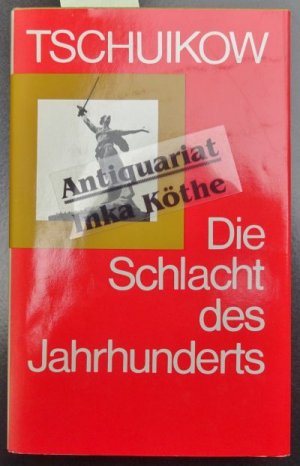 TSCHUIKOW
Antiquariat
Inka Köthe
Die
Schlacht
des
Jahrhunderts